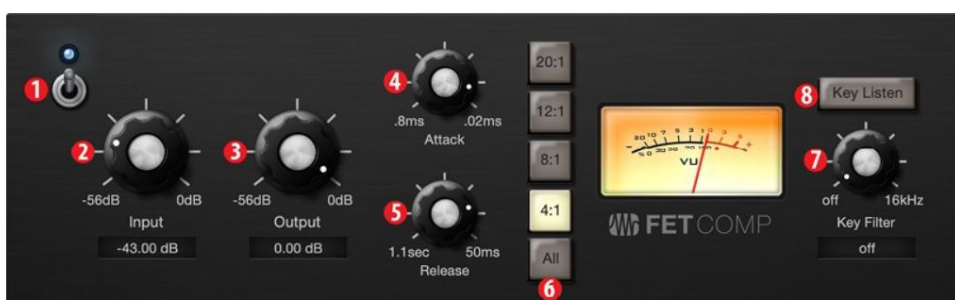 1
2
-56dB 0dB
Input
-43.00 dB
3
-56dB 0dB
Output
0.00 dB
4
.8ms .02ms
Attack
5
1.1sec 50ms
Release
20:1
12:1
8:1
4:1
All
6
VU
FETCOMP
8
Key Listen
7
off 16kHz
Key Filter
off